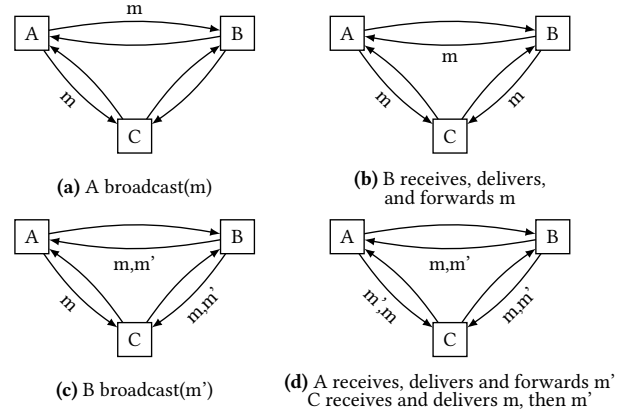 m
A
B
m
C
(a) A broadcast(m)
A
B
m
m
m
C
(b) B receives, delivers,
and forwards m
A
B
m,m’
m
m,m’
C
(c) B broadcast(m’)
A
B
m,m’
m’,m
m,m’
C
(d) A receives, delivers and forwards m’
C receives and delivers m, then m’